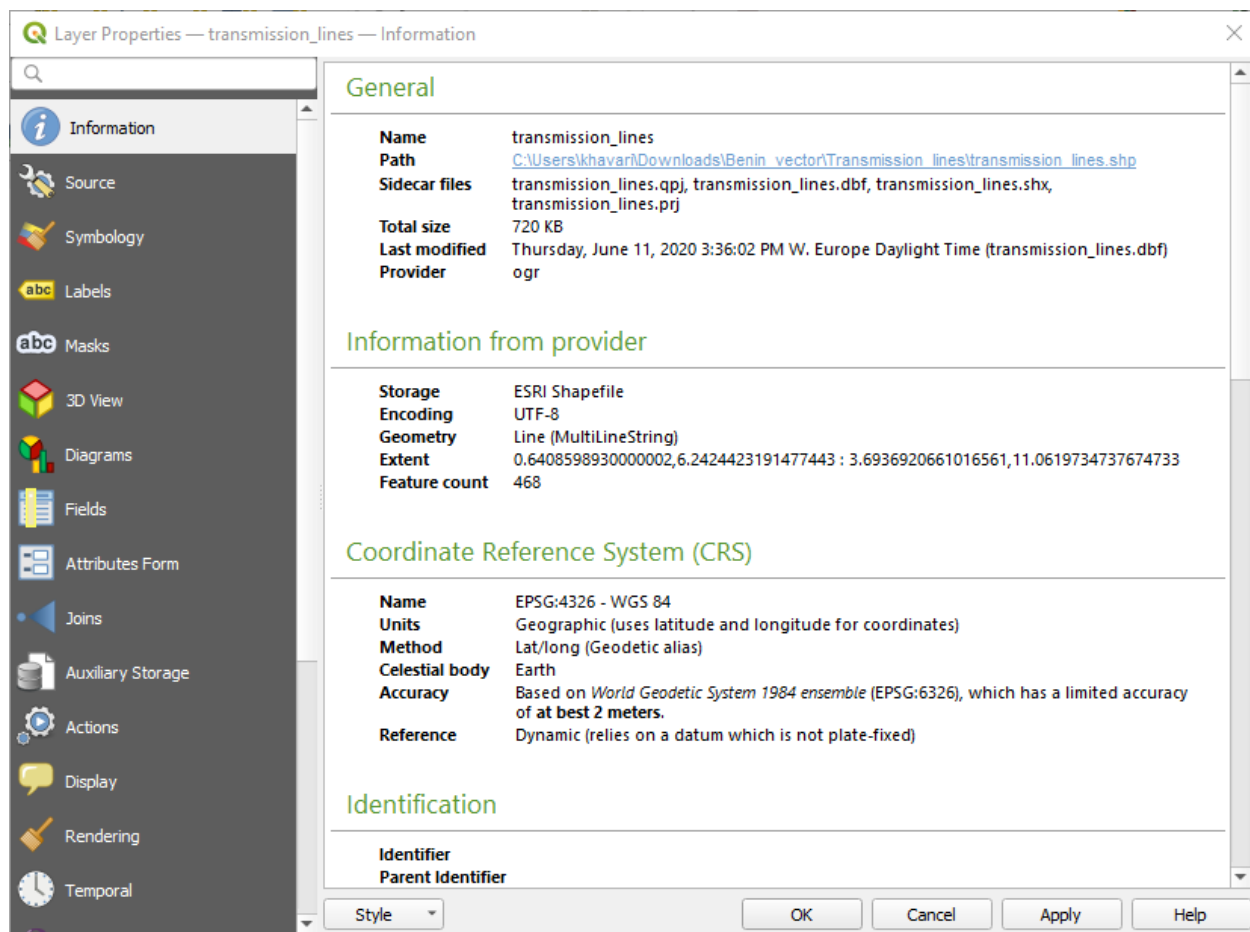 Layer Properties — transmission_lines — Information
Information
Source
Symbology
abc Labels
abc Masks
3D View
Diagrams
Fields
Attributes Form
Joins
Auxiliary Storage
Actions
Display
Rendering
Temporal
General
Name transmission_lines
Path C:\Users\khavari\Downloads\Benin_vector\Transmission_lines\transmission_lines.shp
Sidecar files transmission_lines.qpj, transmission_lines.dbf, transmission_lines.shx,
transmission_lines.prj
Total size 720 KB
Last modified Thursday, June 11, 2020 3:36:02 PM W. Europe Daylight Time (transmission_lines.dbf)
Provider ogr
Information from provider
Storage ESRI Shapefile
Encoding UTF-8
Geometry Line (MultiLineString)
Extent 0.6408598930000002,6.2424423191477443 : 3.6936920661016561,11.0619734737674733
Feature count 468
Coordinate Reference System (CRS)
Name EPSG:4326 - WGS 84
Units Geographic (uses latitude and longitude for coordinates)
Method Lat/long (Geodetic alias)
Celestial body Earth
Accuracy Based on World Geodetic System 1984 ensemble (EPSG:6326), which has a limited accuracy
of at best 2 meters.
Reference Dynamic (relies on a datum which is not plate-fixed)
Identification
Identifier
Parent Identifier
Style OK Cancel Apply Help